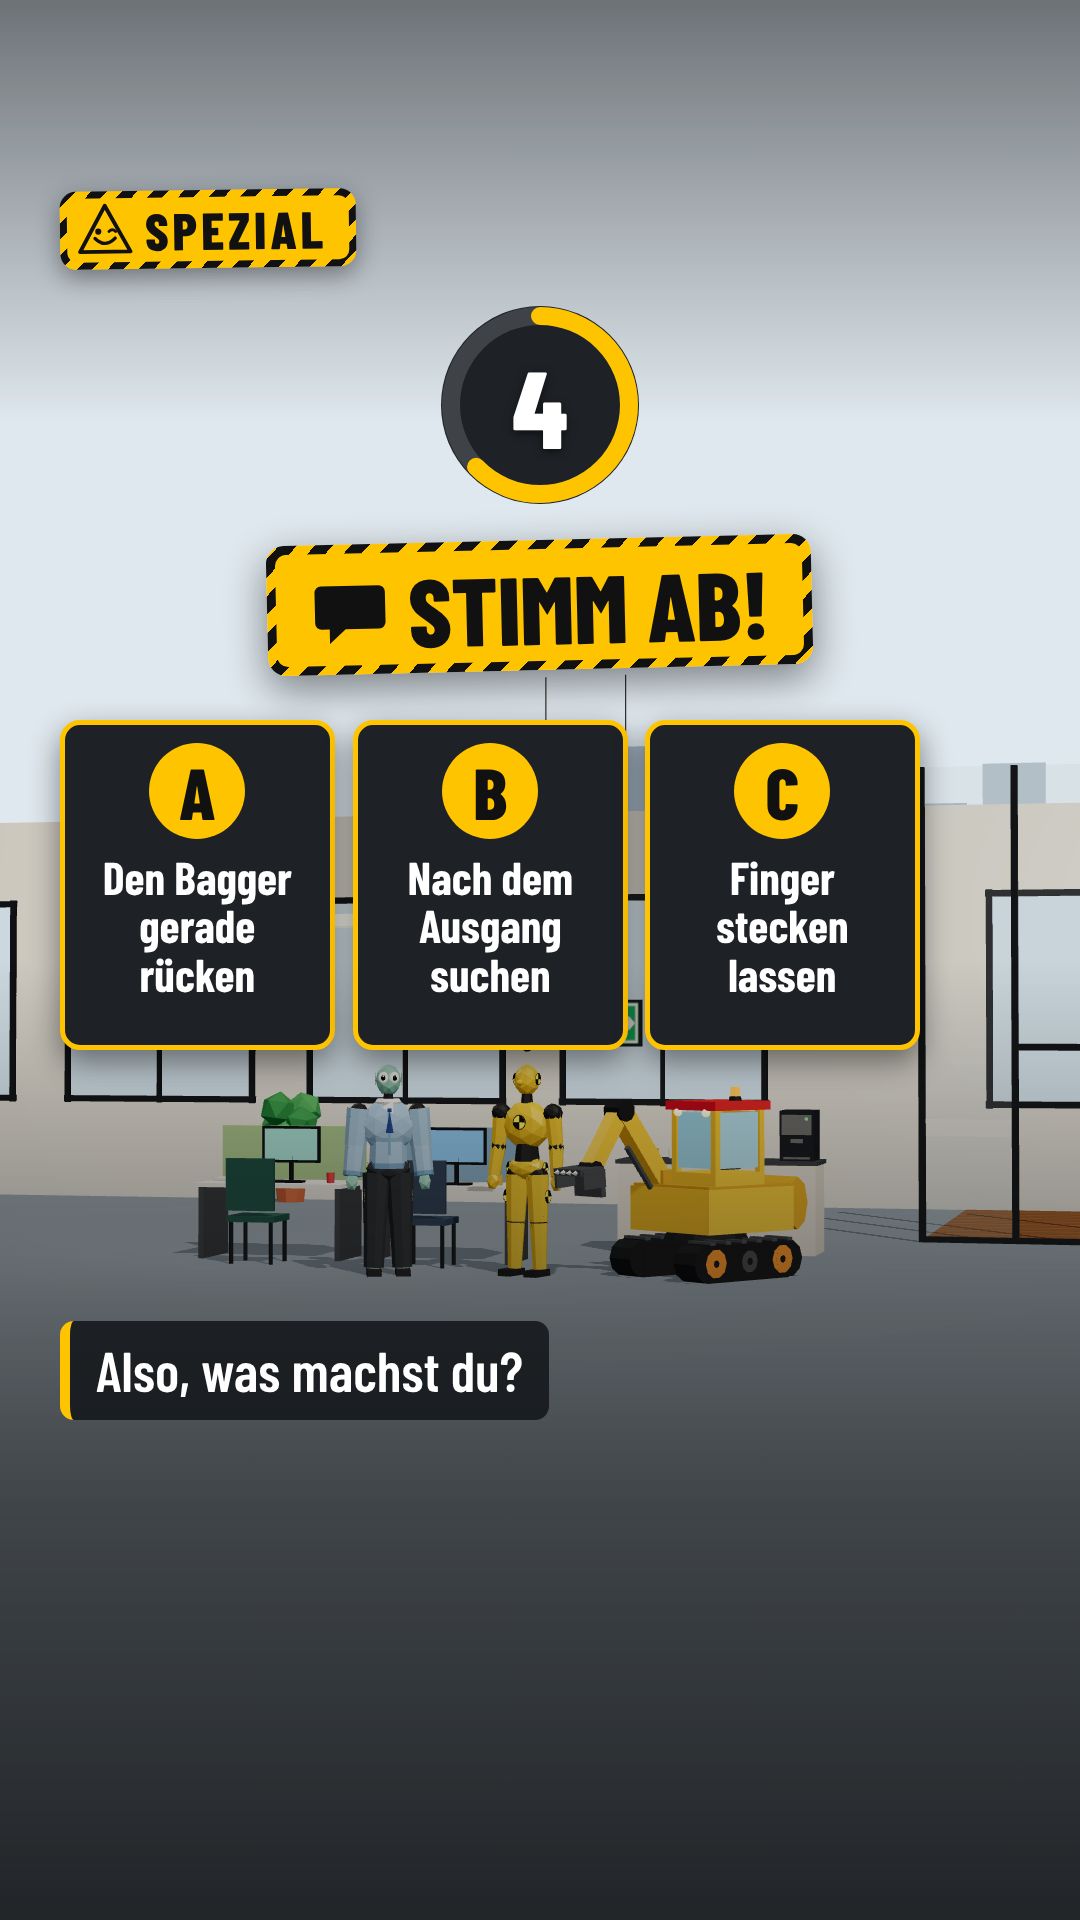 SPEZIAL
4
STIMM AB!
A
Den Bagger
gerade
rücken
B
Nach dem
Ausgang
suchen
C
Finger
stecken
lassen
Also, was machst du?